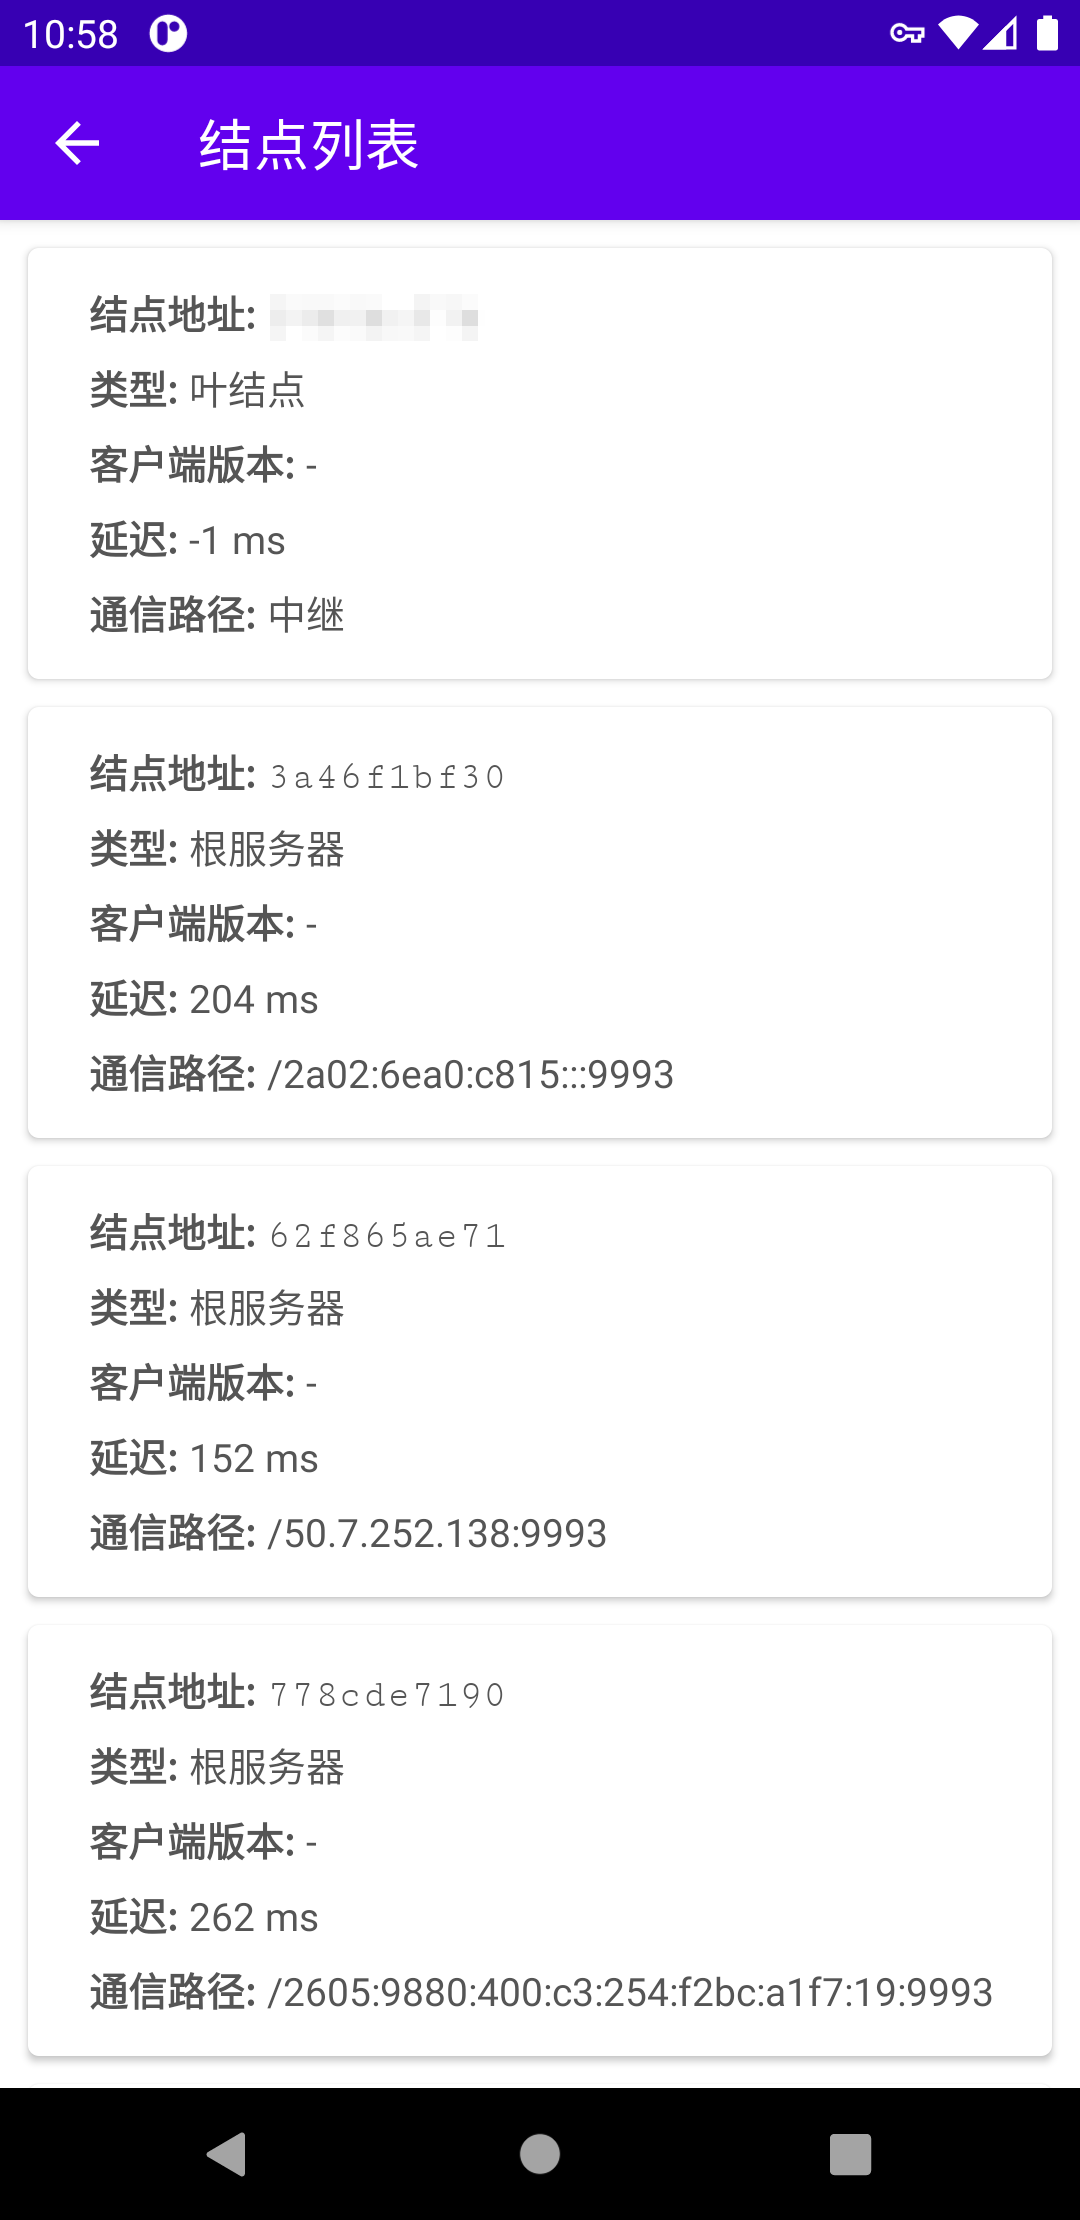 10:58
结点列表
结点地址:
类型: 叶结点
客户端版本: -
延迟: -1 ms
通信路径: 中继
结点地址: 3a46f1bf30
类型: 根服务器
客户端版本: -
延迟: 204 ms
通信路径: /2a02:6ea0:c815:::9993
结点地址: 62f865ae71
类型: 根服务器
客户端版本: -
延迟: 152 ms
通信路径: /50.7.252.138:9993
结点地址: 778cde7190
类型: 根服务器
客户端版本: -
延迟: 262 ms
通信路径: /2605:9880:400:c3:254:f2bc:a1f7:19:9993